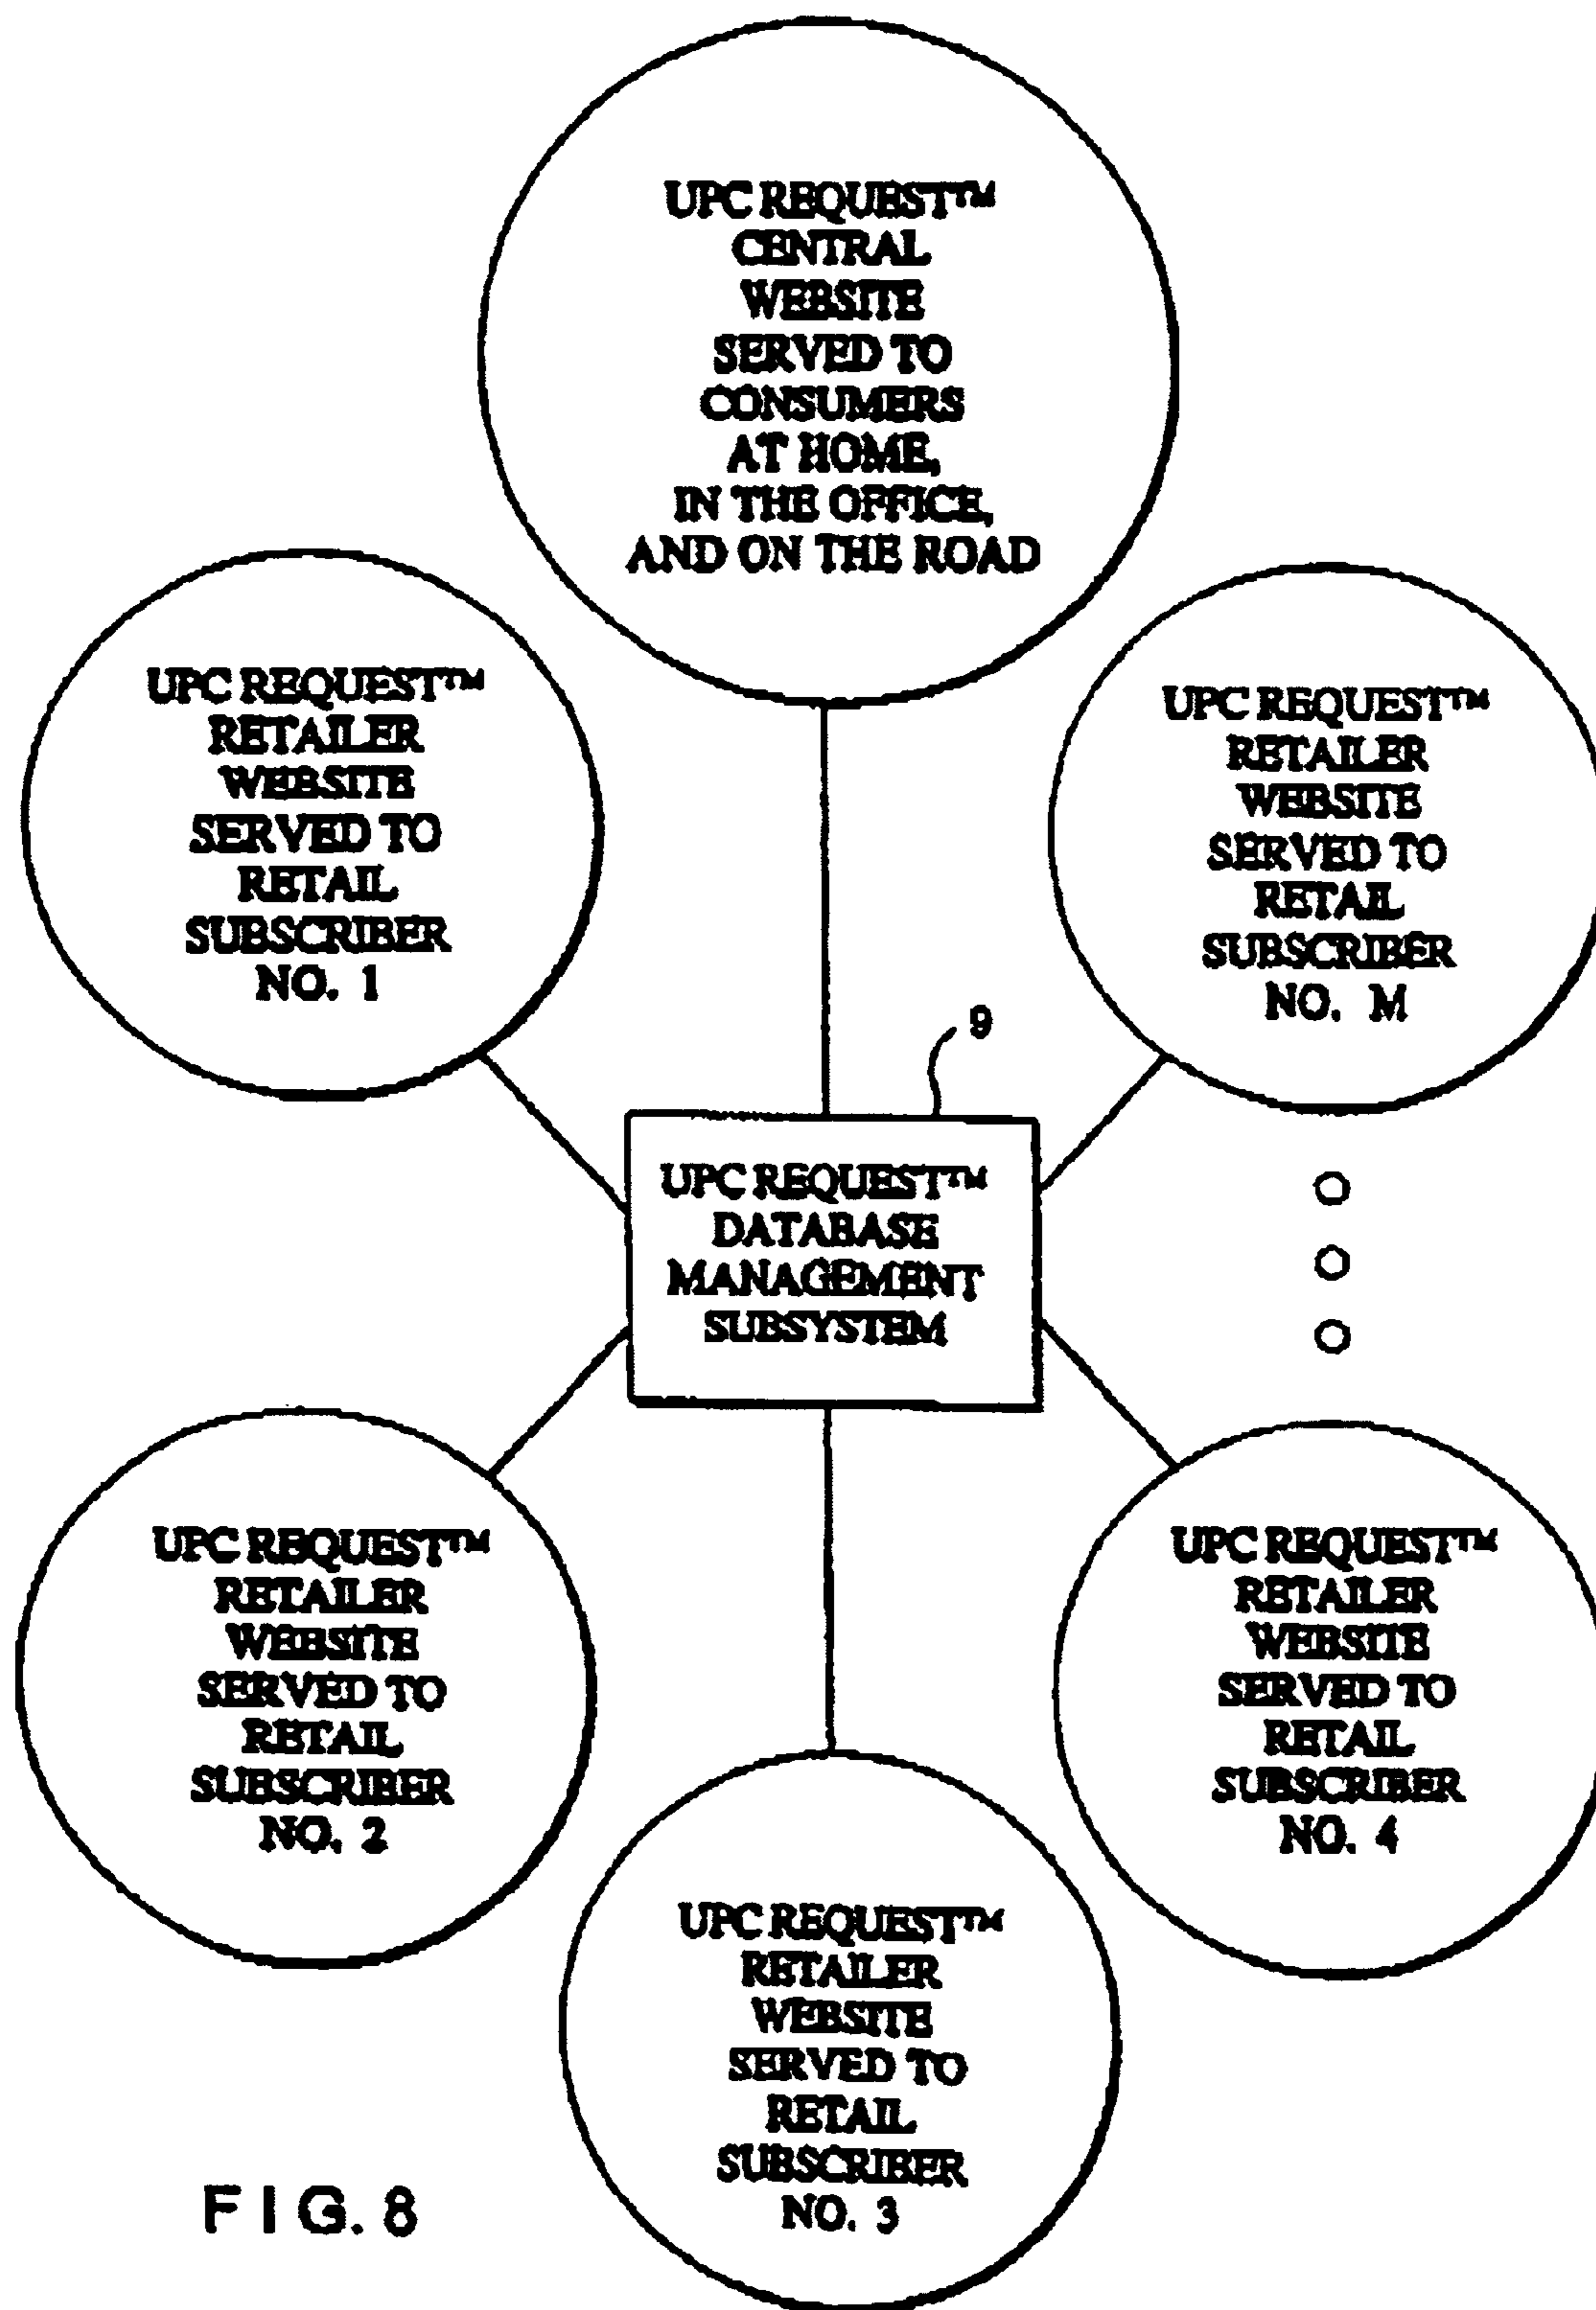 UPC REQUEST™
CENTRAL
WEBSITE
SERVED TO
CONSUMERS
AT HOME,
IN THE OFFICE,
AND ON THE ROAD
UPC REQUEST™
RETAILER
WEBSITE
SERVED TO
RETAIL
SUBSCRIBER
NO. 1
UPC REQUEST™
RETAILER
WEBSITE
SERVED TO
RETAIL
SUBSCRIBER
NO. M
9
UPC REQUEST™
DATABASE
MANAGEMENT
SUBSYSTEM
UPC REQUEST™
RETAILER
WEBSITE
SERVED TO
RETAIL
SUBSCRIBER
NO. 2
UPC REQUEST™
RETAILER
WEBSITE
SERVED TO
RETAIL
SUBSCRIBER
NO. 4
UPC REQUEST™
RETAILER
WEBSITE
SERVED TO
RETAIL
SUBSCRIBER
NO. 3
FIG. 8